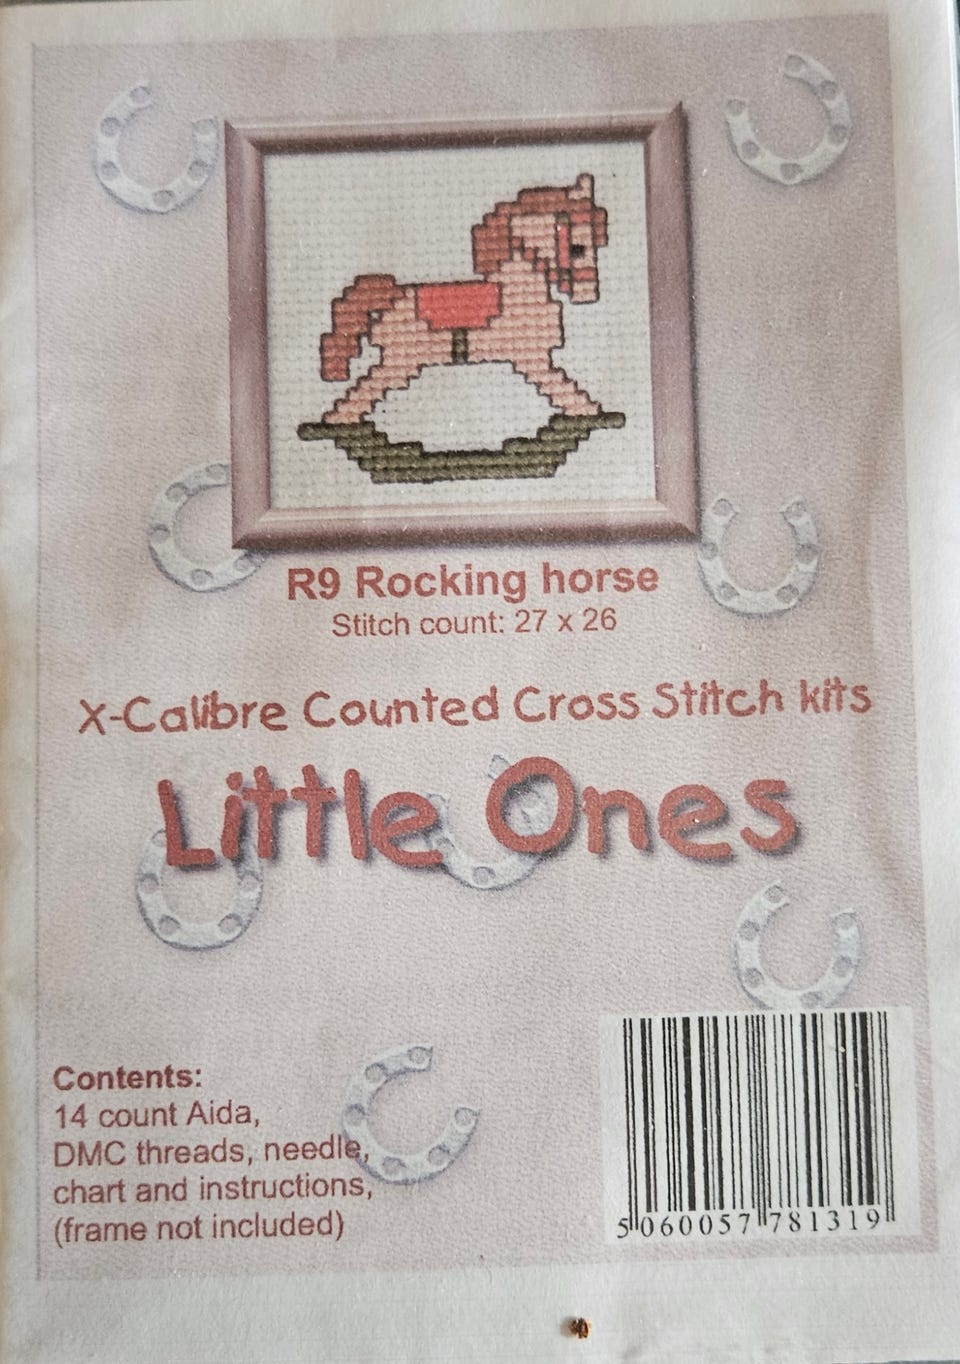 R9 Rocking horse
Stitch count: 27 x 26
X-Calibre Counted Cross Stitch kits
Little Ones
Contents:
14 count Aida,
DMC threads, needle,
chart and instructions,
(frame not included)
5 060057 781319